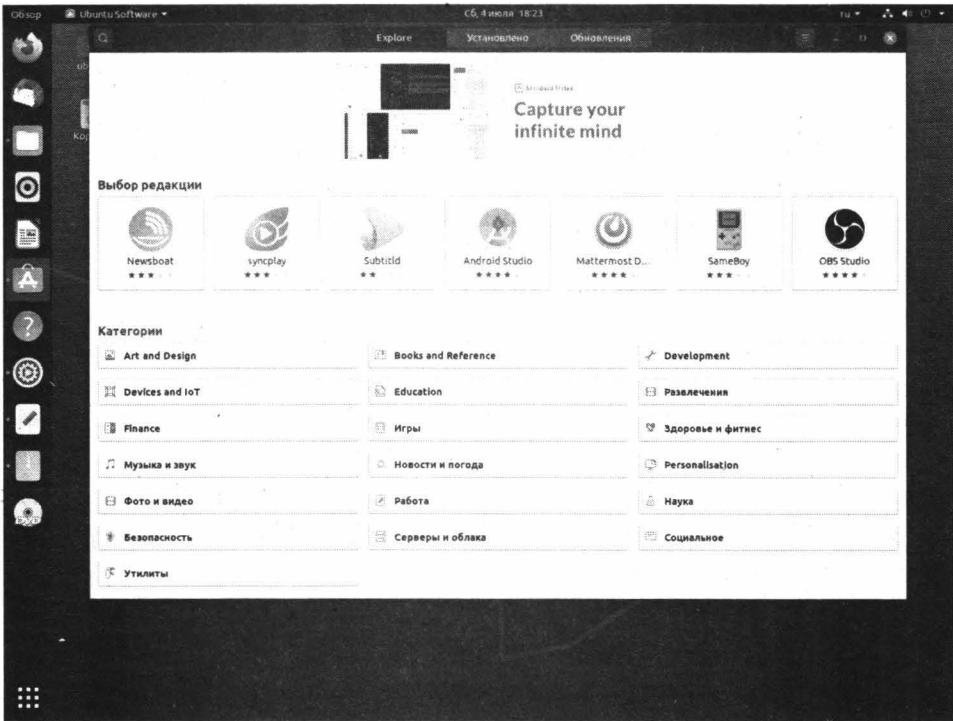 Обзор Ubuntu Software Сб, 4 июля 18:23 ru
Explore Установлено Обновления
Capture your
infinite mind
Выбор редакции
Newsboat syncplay Subtitld Android Studio Mattermost D... SameBoy OBS Studio
Категории
Art and Design Books and Reference Development
Devices and IoT Education Развлечения
Finance Игры Здоровье и фитнес
Музыка и звук Новости и погода Personalisation
Фото и видео Работа Наука
Безопасность Серверы и облака Социальное
Утилиты